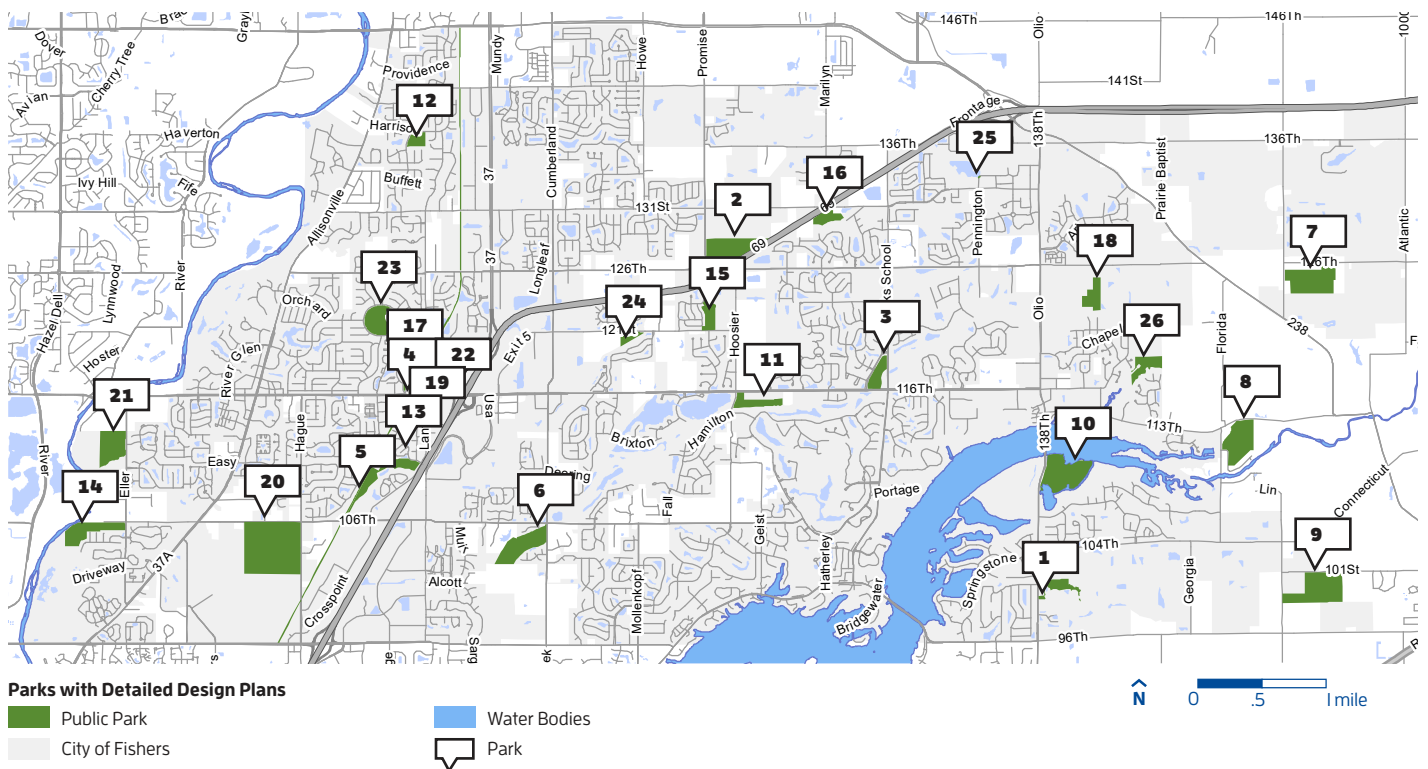 146Th
146Th
Gray
Dover
Cherry Tree
Mundy
Howe
Promise
Marilyn
Olio
Avian
Providence
141St
12
Frontage
Haverton
Cumberland
136Th
25
138Th
136Th
Ivy Hill
Fife
Buffett
37
16
Prairie Baptist
2
131St
69
Pennington
Allisonville
69
18
7
Atlantic
River
Lynnwood
23
37
Longleaf
126Th
15
Hazel Dell
Orchard
17
24
3
Olio
26
238
Hoster
River Glen
4
22
Exit 5
Hoosier
Chapel
Florida
19
11
116Th
21
8
13
Usa
Hague
Lan
Brixton
Hamilton
138Th
10
113Th
River
Easy
5
Deering
14
Eller
20
6
Portage
Lin
Connecticut
106Th
Fall
Geist
9
Driveway
37A
Alcott
Hatherley
Springstone
1
104Th
Georgia
101St
Crosspoint
Mollenkopf
Bridgewater
96Th
Parks with Detailed Design Plans
Public Park
City of Fishers
Water Bodies
Park
N
0 .5 1 mile